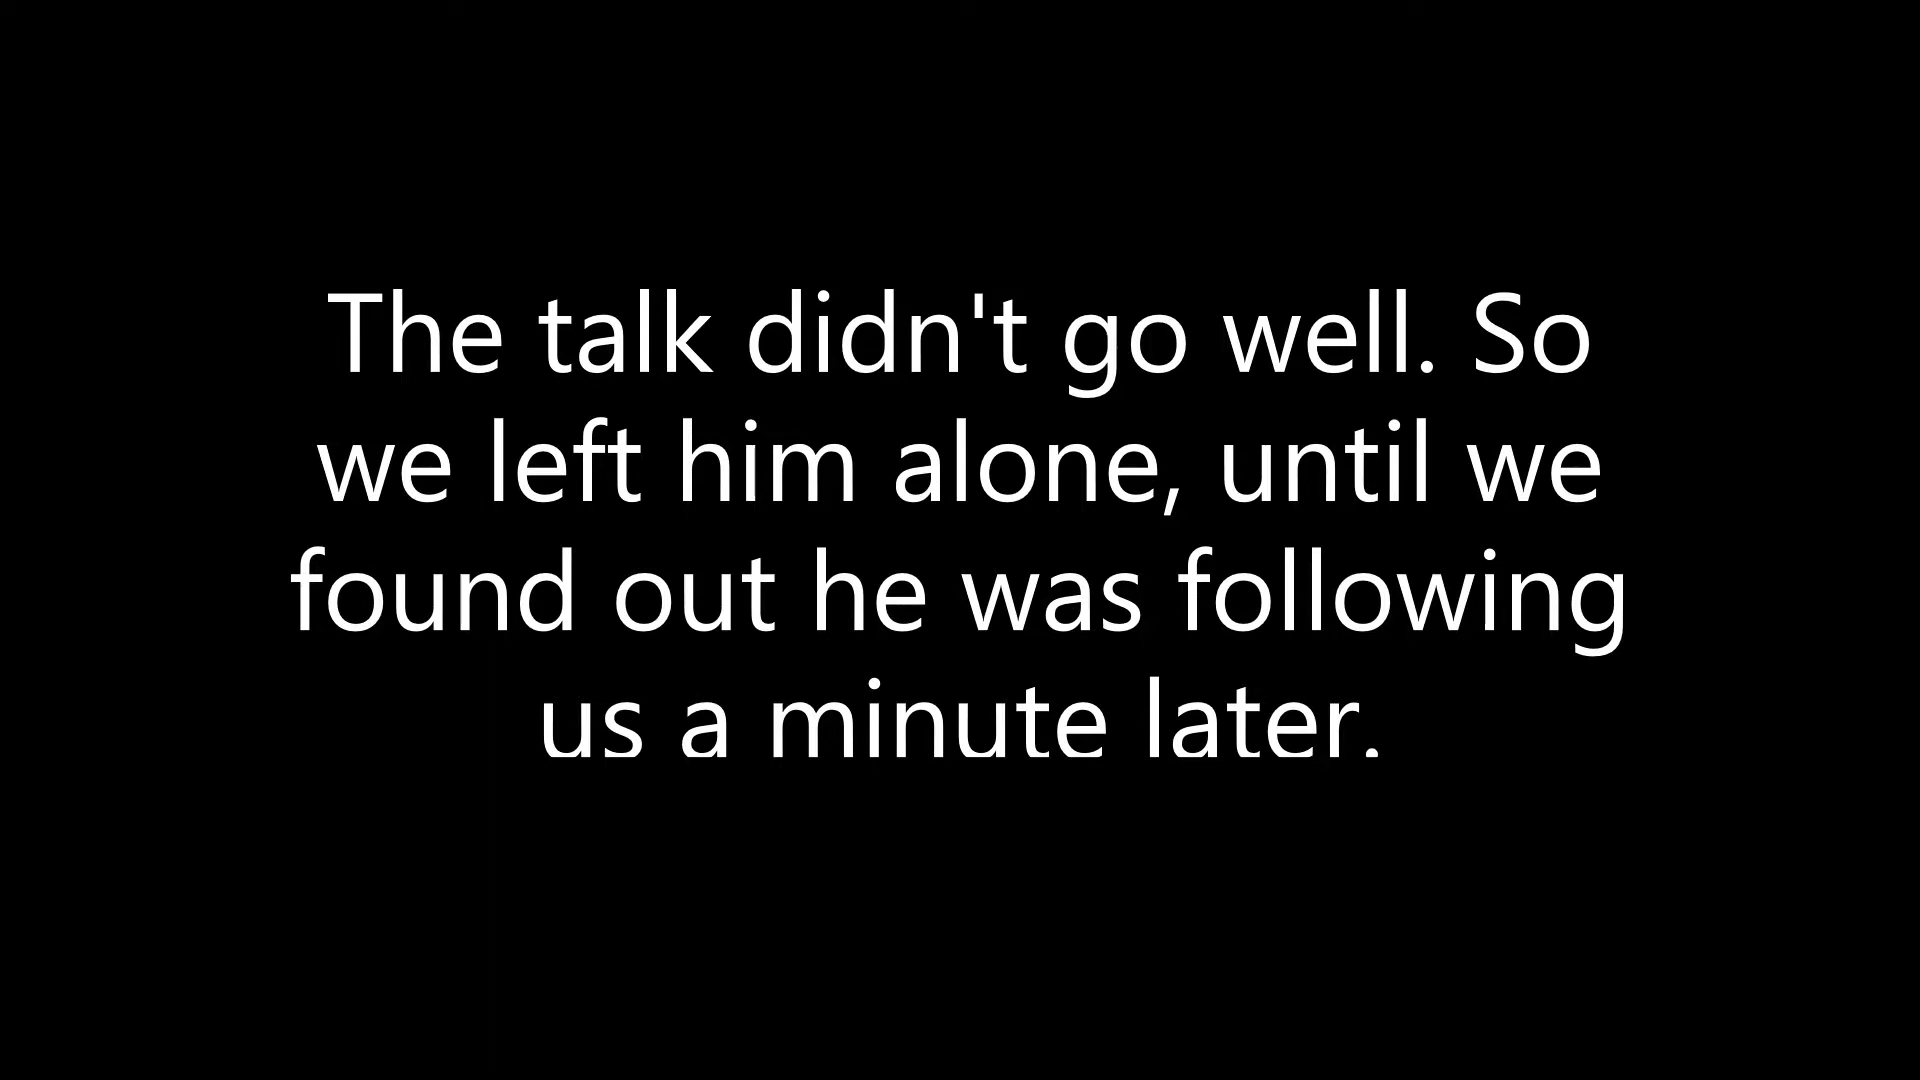 The talk didn't go well. So
we left him alone, until we
found out he was following
us a minute later.